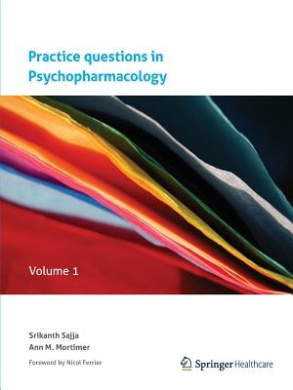 Practice questions in
Psychopharmacology
Volume 1
Srikanth Sajja
Ann M. Mortimer
Foreword by Nicol Ferrier
Springer Healthcare